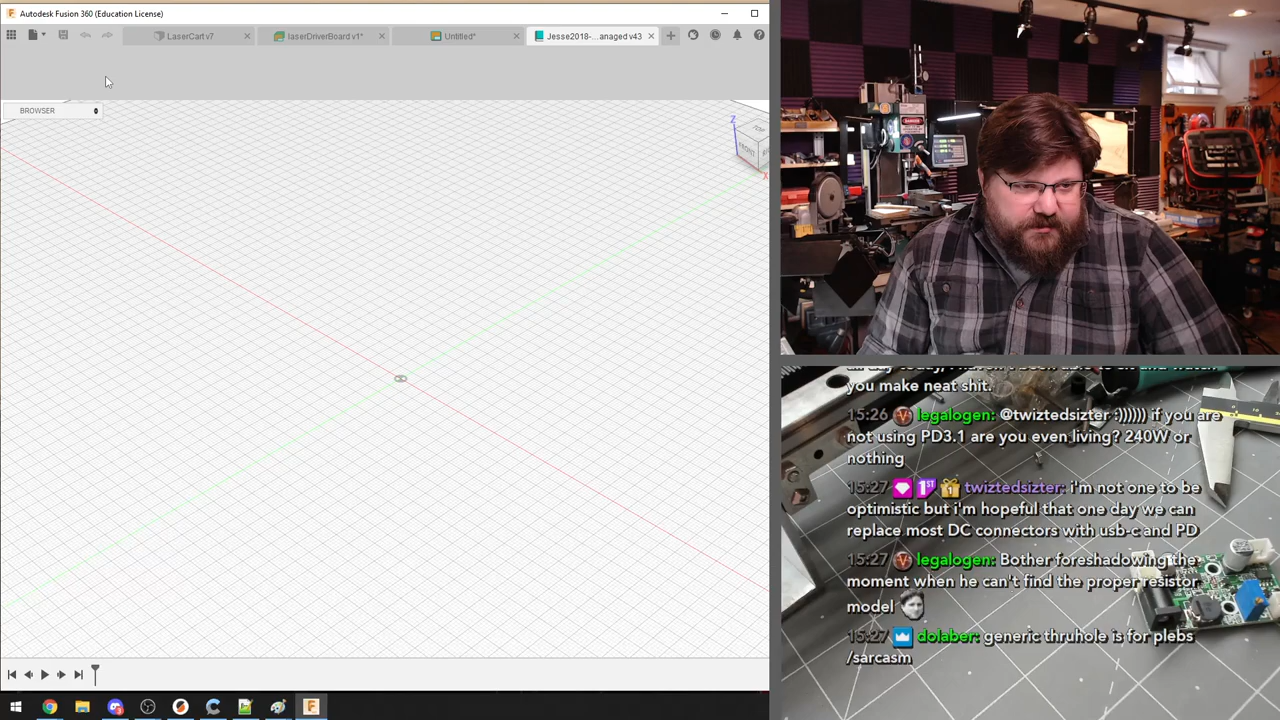 Autodesk Fusion 360 (Education License)
LaserCart v7
laserDriverBoard v1*
Untitled*
Jesse2018-...anaged v43
BROWSER
Z
TOP
FRONT
X
DANGER
you make neat shit.
15:26 legalogen: @twiztedsizter :)))))) if you are
not using PD3.1 are you even living? 240W or
nothing
15:27 twiztedsizter: i'm not one to be
optimistic but i'm hopeful that one day we can
replace most DC connectors with usb-c and PD
15:27 legalogen: Bother foreshadowing the
moment when he can't find the proper resistor
model
15:27 dolaber: generic thruhole is for plebs
/sarcasm